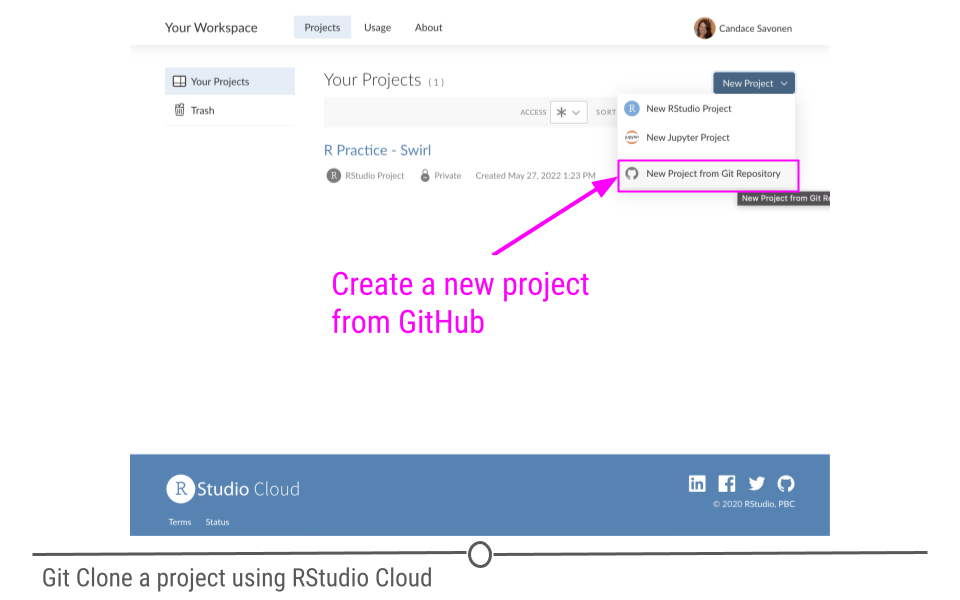 Your Workspace Projects Usage About Candace Savonen
Your Projects
Trash
Your Projects (1)
New Project
ACCESS SORT
New RStudio Project
New Jupyter Project
New Project from Git Repository
New Project from Git
R Practice - Swirl
R RStudio Project Private Created May 27, 2022 1:23 PM
Create a new project
from GitHub
R Studio Cloud
Terms Status
© 2020 RStudio, PBC
Git Clone a project using RStudio Cloud